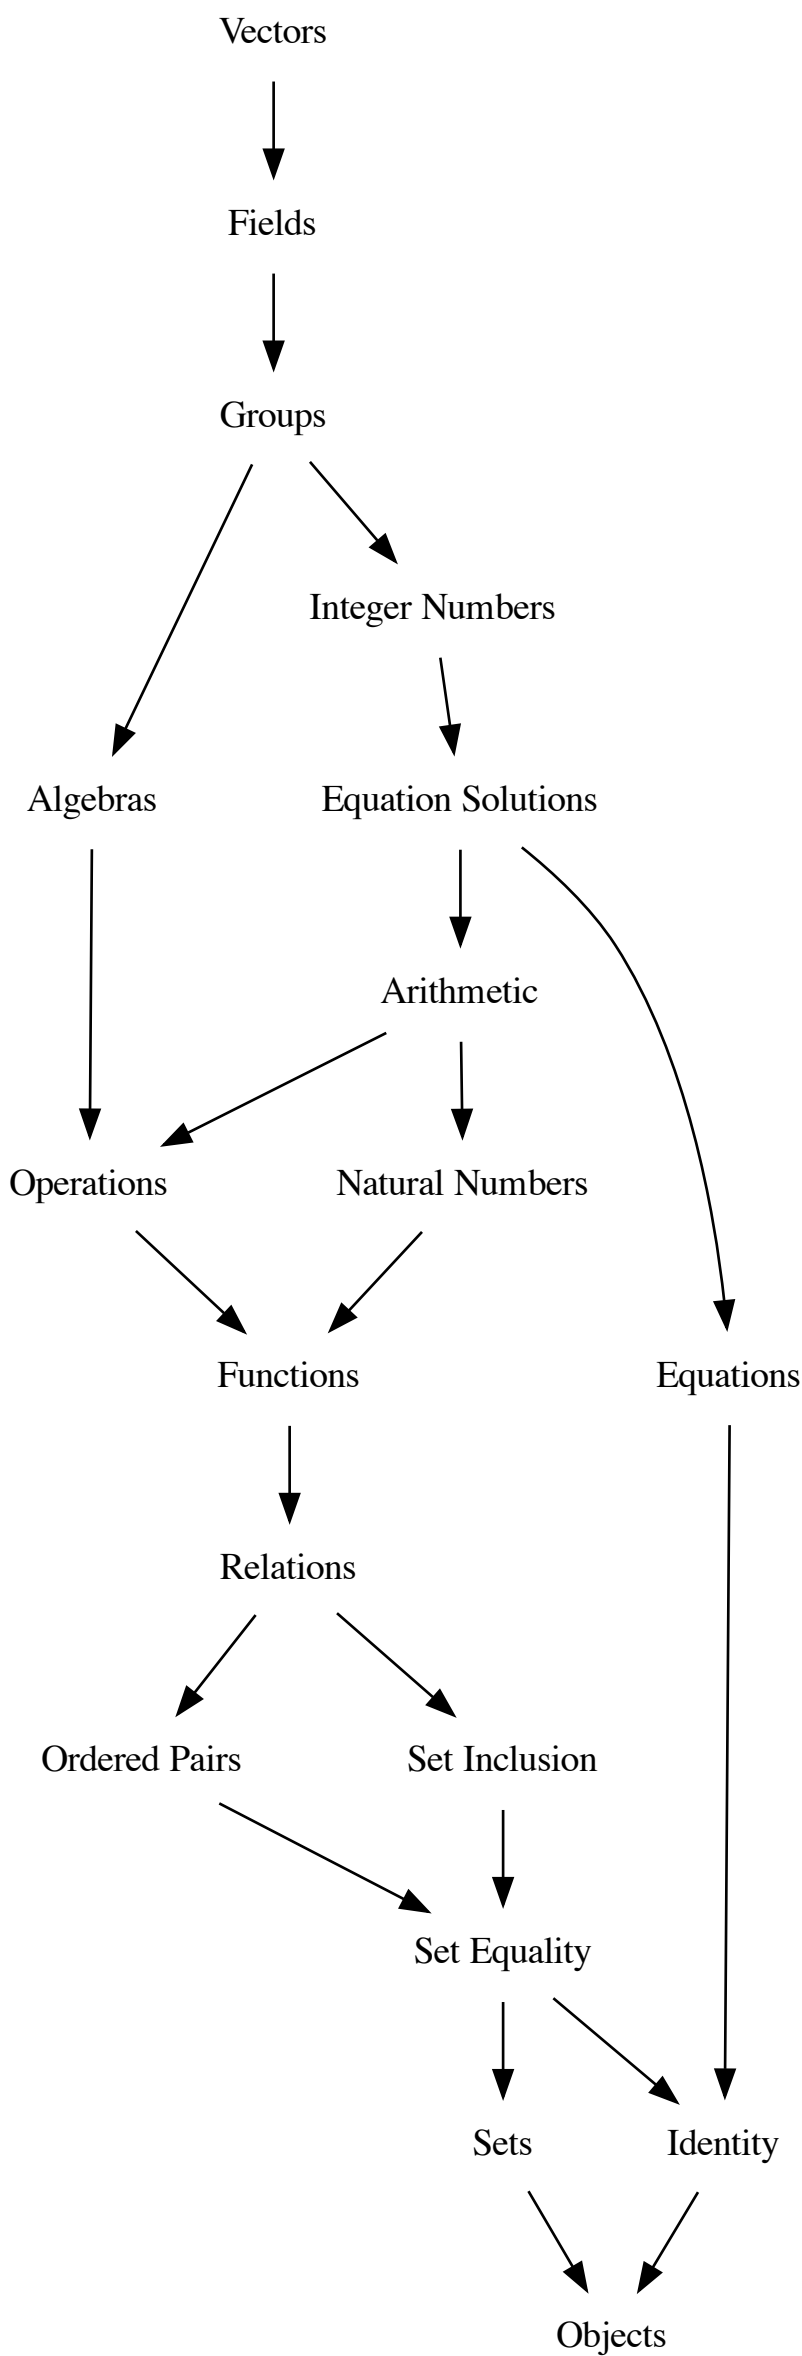 Vectors
Fields
Groups
Integer Numbers
Algebras
Equation Solutions
Arithmetic
Operations
Natural Numbers
Functions
Equations
Relations
Ordered Pairs
Set Inclusion
Set Equality
Sets
Identity
Objects